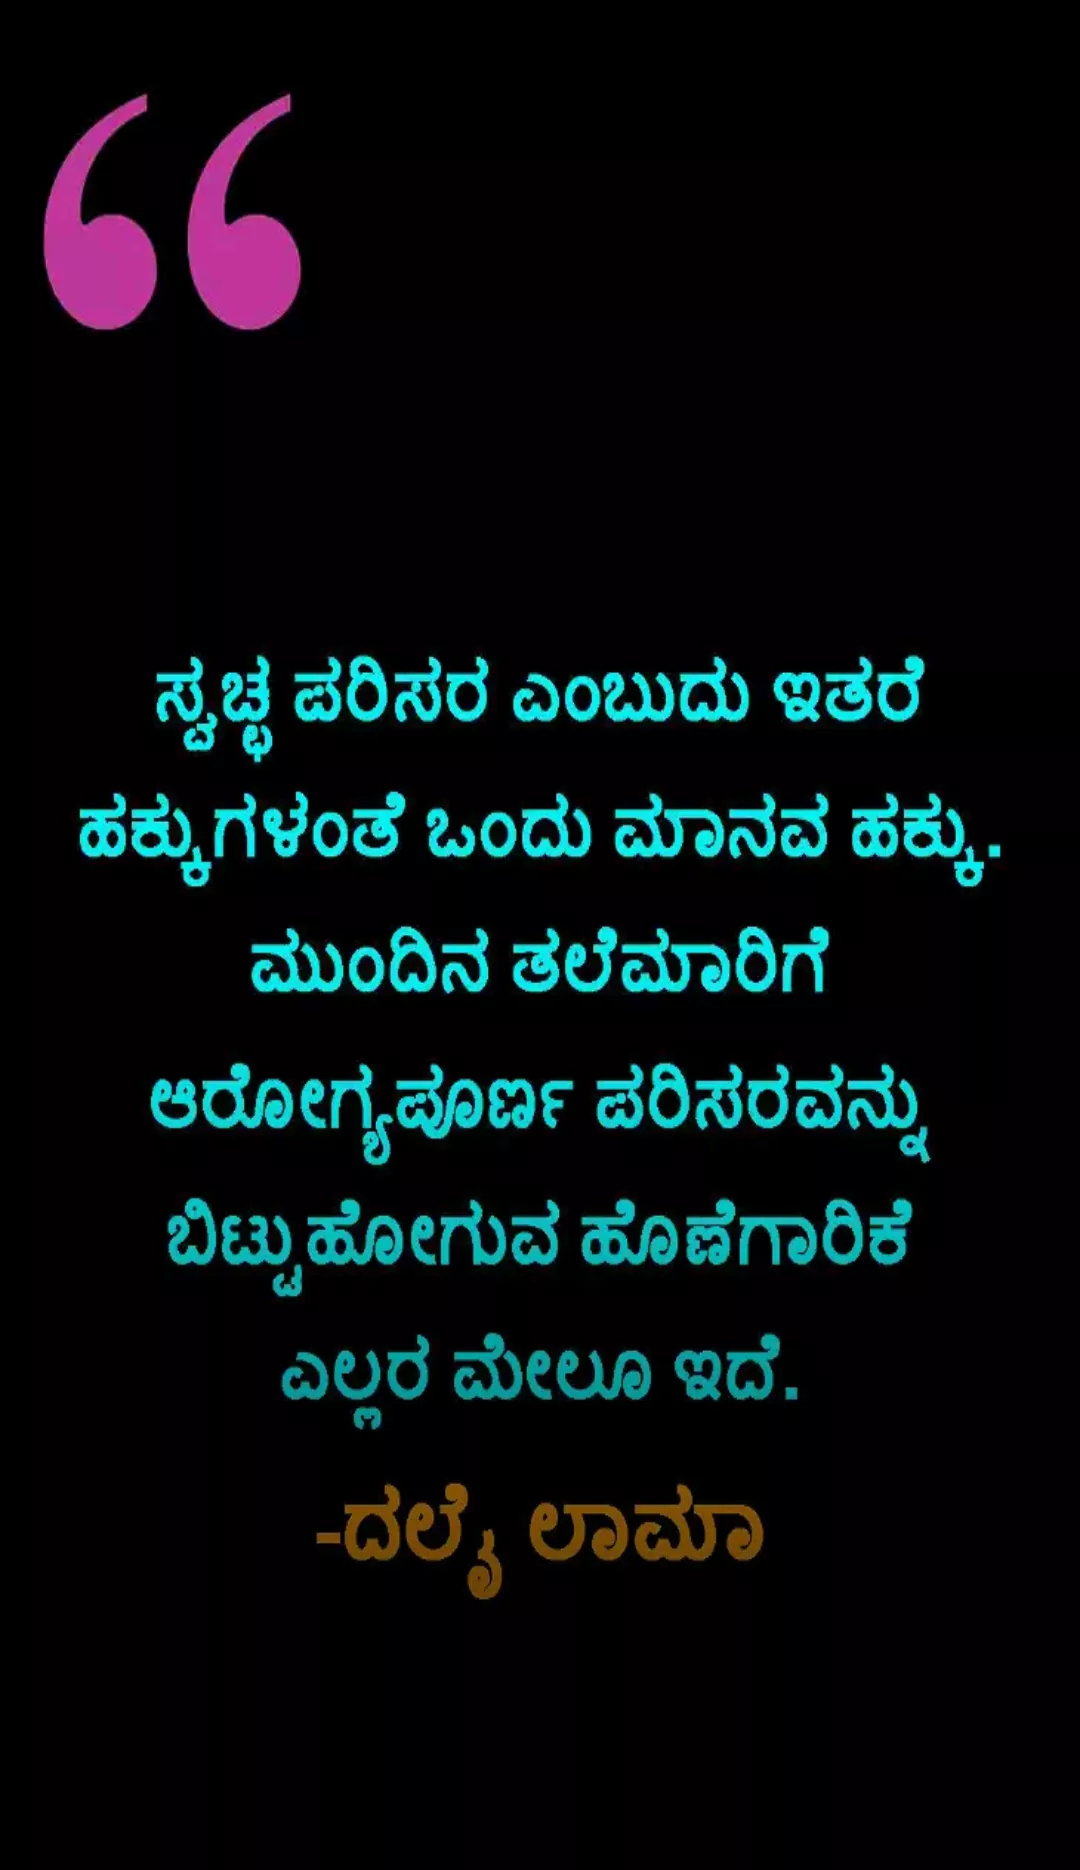 “
ಸ್ವಚ್ಛ ಪರಿಸರ ಎಂಬುದು ಇತರೆ
ಹಕ್ಕುಗಳಂತೆ ಒಂದು ಮಾನವ ಹಕ್ಕು.
ಮುಂದಿನ ತಲೆಮಾರಿಗೆ
ಆರೋಗ್ಯಪೂರ್ಣ ಪರಿಸರವನ್ನು
ಬಿಟ್ಟುಹೋಗುವ ಹೊಣೆಗಾರಿಕೆ
ಎಲ್ಲರ ಮೇಲೂ ಇದೆ.
-ದಲೈ ಲಾಮಾ